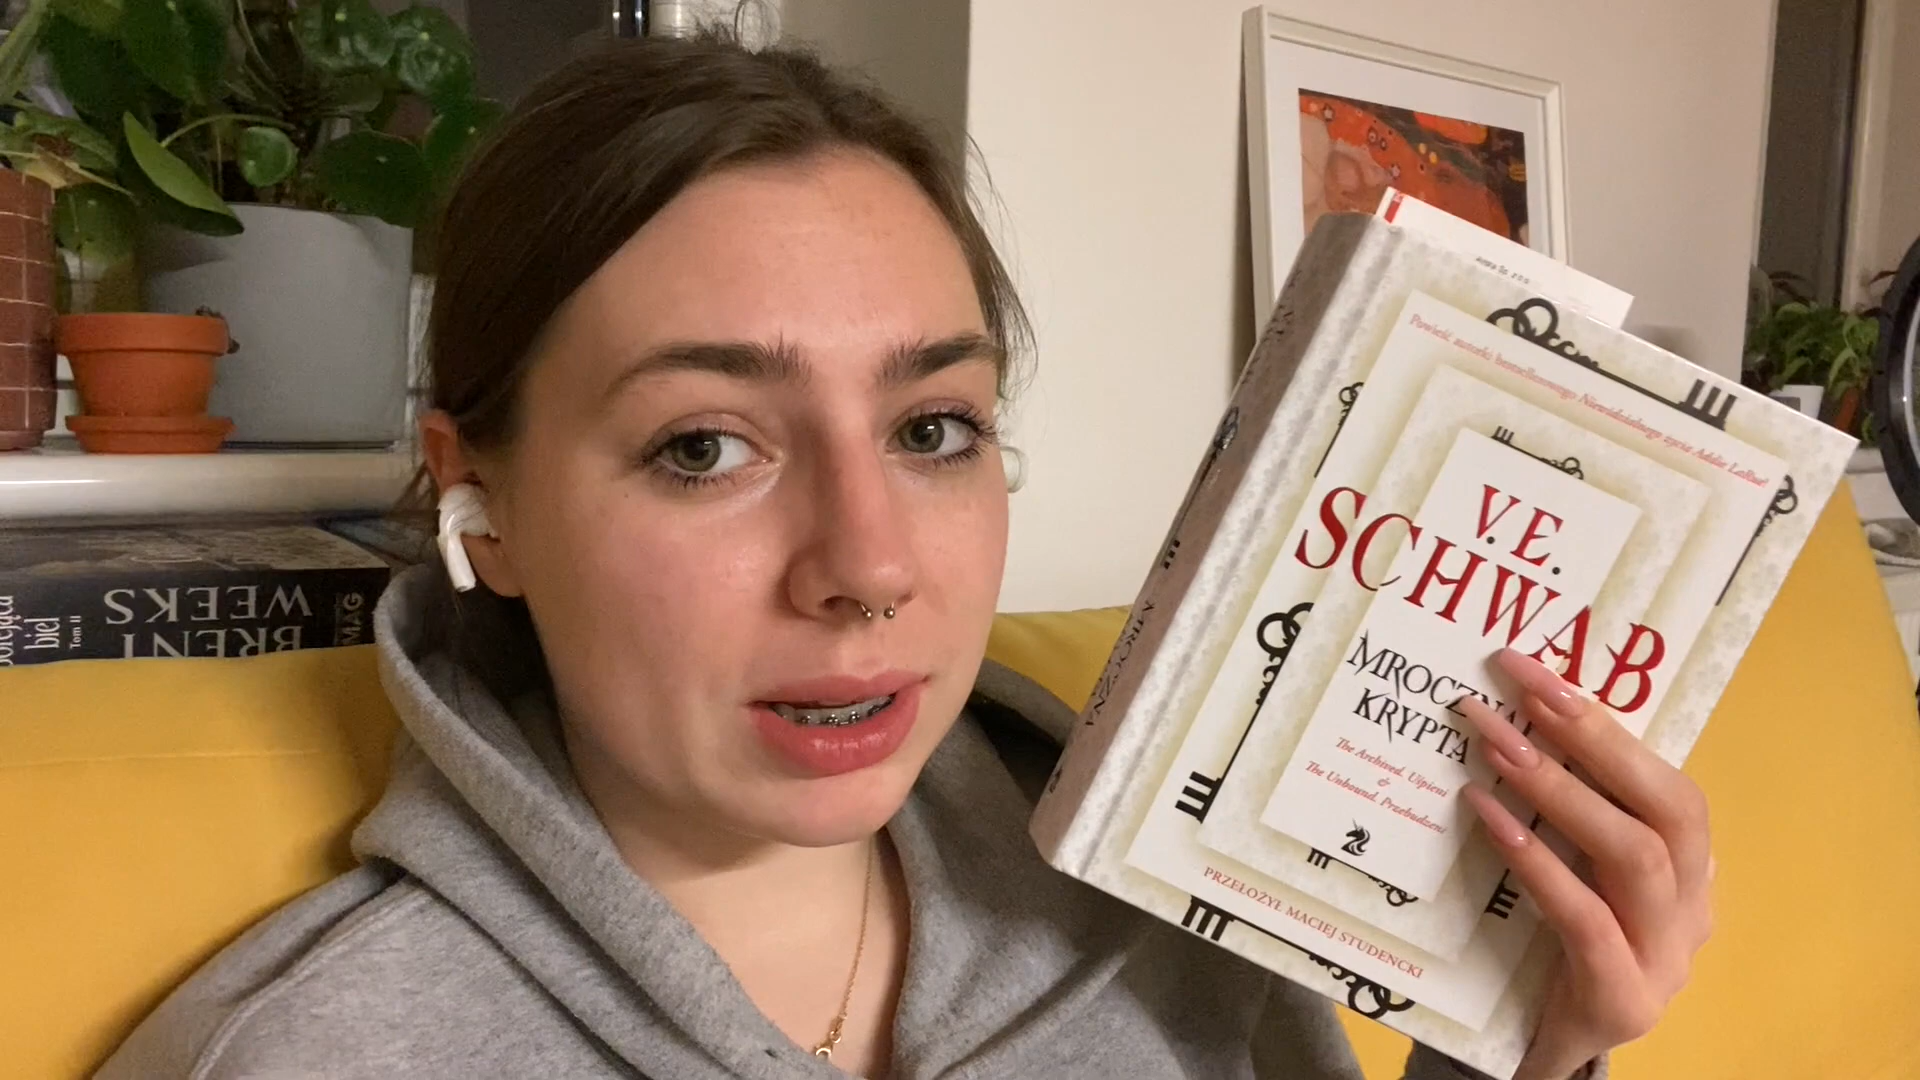 Powieść autorki bestsellerowego Niewidzialnego życia Addie LaRue
V. E.
SCHWAB
MROCZNA
KRYPTA
The Archived. Uśpieni
&
The Unbound. Przebudzeni
PRZEŁOŻYŁ MACIEJ STUDENCKI
MROCZNA
BRENT
WEEKS
biel
Tom II
MAG